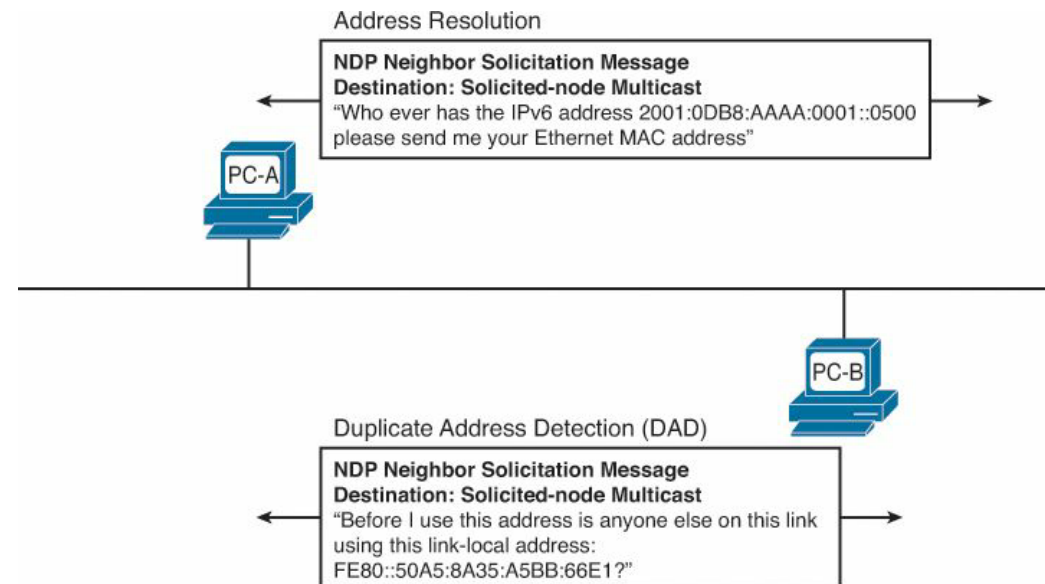 Address Resolution
NDP Neighbor Solicitation Message
Destination: Solicited-node Multicast
“Who ever has the IPv6 address 2001:0DB8:AAAA:0001::0500
please send me your Ethernet MAC address”
PC-A
PC-B
Duplicate Address Detection (DAD)
NDP Neighbor Solicitation Message
Destination: Solicited-node Multicast
“Before I use this address is anyone else on this link
using this link-local address:
FE80::50A5:8A35:A5BB:66E1?”